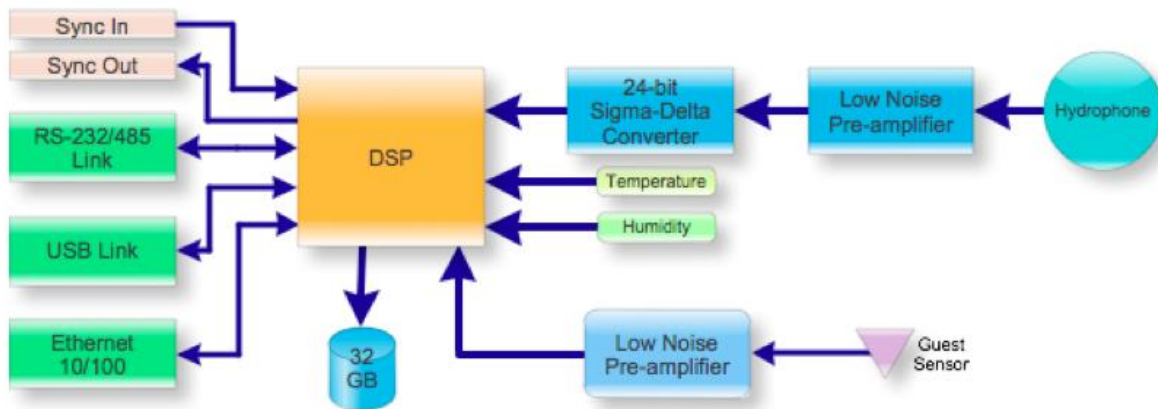 Sync In
Sync Out
RS-232/485
Link
USB Link
Ethernet
10/100
DSP
32
GB
24-bit
Sigma-Delta
Converter
Low Noise
Pre-amplifier
Hydrophone
Temperature
Humidity
Low Noise
Pre-amplifier
Guest
Sensor